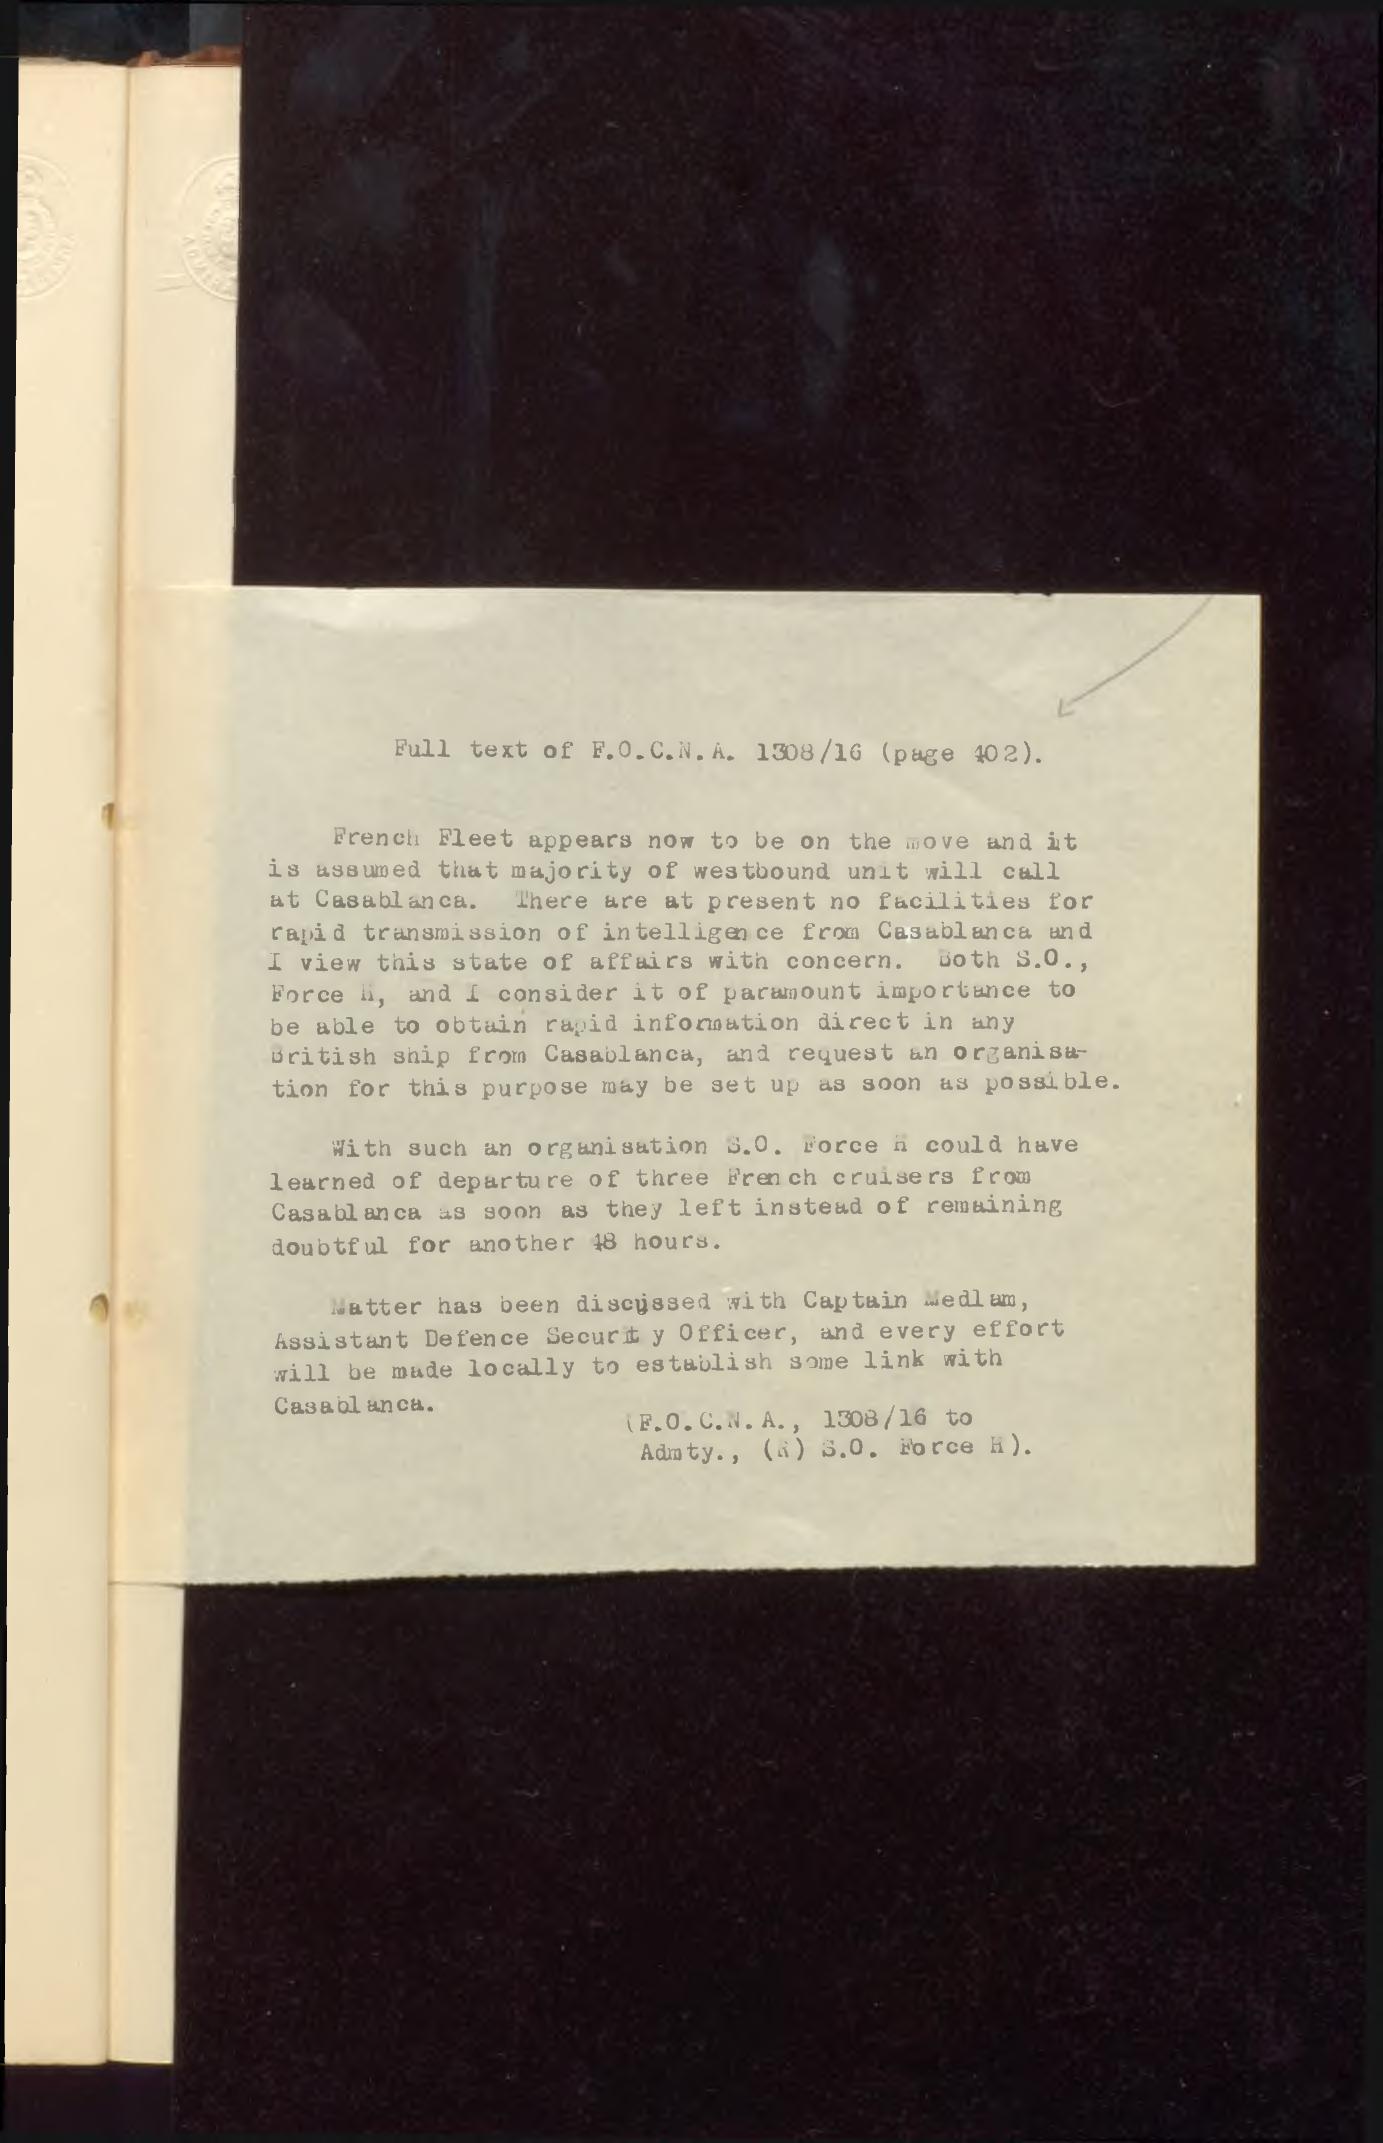 Full text of F.O.C.N.A. 1308/16 (page 402).
French Fleet appears now to be on the move and it
is assumed that majority of westbound unit will call
at Casablanca. There are at present no facilities for
rapid transmission of intelligence from Casablanca and
I view this state of affairs with concern. Both S.O.,
Force H, and I consider it of paramount importance to
be able to obtain rapid information direct in any
British ship from Casablanca, and request an organisa-
tion for this purpose may be set up as soon as possible.
With such an organisation S.O. Force H could have
learned of departure of three French cruisers from
Casablanca as soon as they left instead of remaining
doubtful for another 48 hours.
Matter has been discussed with Captain Medlam,
Assistant Defence Security Officer, and every effort
will be made locally to establish some link with
Casablanca.
(F.O.C.N.A., 1308/16 to
Admty., (R) S.O. Force H).